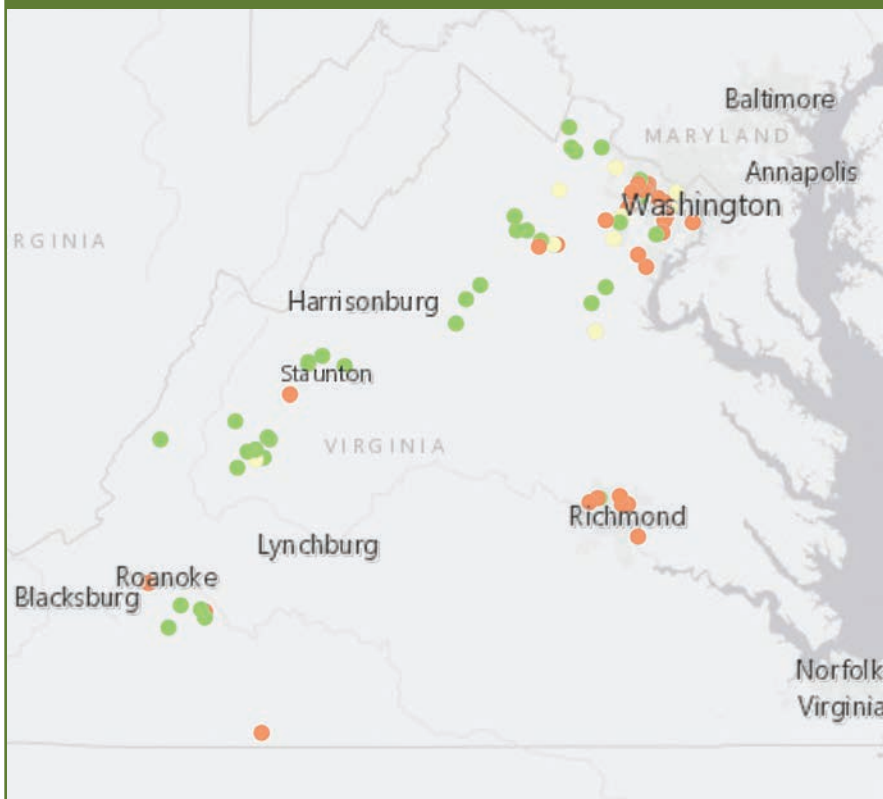 Baltimore
MARYLAND
Annapolis
Washington
RGINIA
Harrisonburg
Staunton
VIRGINIA
Richmond
Lynchburg
Roanoke
Blacksburg
Norfolk
Virginia